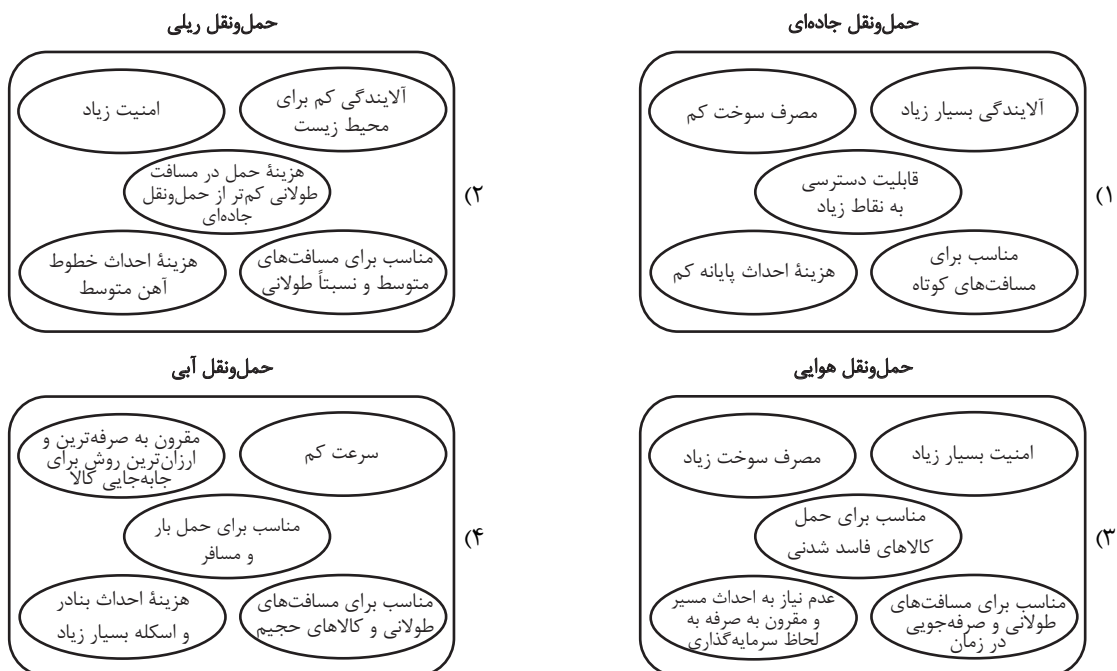 حمل‌ونقل جاده‌ای
۱)
آلایندگی بسیار زیاد
مصرف سوخت کم
قابلیت دسترسی
به نقاط زیاد
مناسب برای
مسافت‌های کوتاه
هزینهٔ احداث پایانه کم
حمل‌ونقل ریلی
۲)
آلایندگی کم برای
محیط زیست
امنیت زیاد
هزینهٔ حمل در مسافت
طولانی کم‌تر از حمل‌ونقل
جاده‌ای
مناسب برای مسافت‌های
متوسط و نسبتاً طولانی
هزینهٔ احداث خطوط
آهن متوسط
حمل‌ونقل هوایی
۳)
امنیت بسیار زیاد
مصرف سوخت زیاد
مناسب برای حمل
کالاهای فاسد شدنی
مناسب برای مسافت‌های
طولانی و صرفه‌جویی
در زمان
عدم نیاز به احداث مسیر
و مقرون به صرفه به
لحاظ سرمایه‌گذاری
حمل‌ونقل آبی
۴)
سرعت کم
مقرون به صرفه‌ترین و
ارزان‌ترین روش برای
جابه‌جایی کالا
مناسب برای حمل بار
و مسافر
مناسب برای مسافت‌های
طولانی و کالاهای حجیم
هزینهٔ احداث بنادر
و اسکله بسیار زیاد